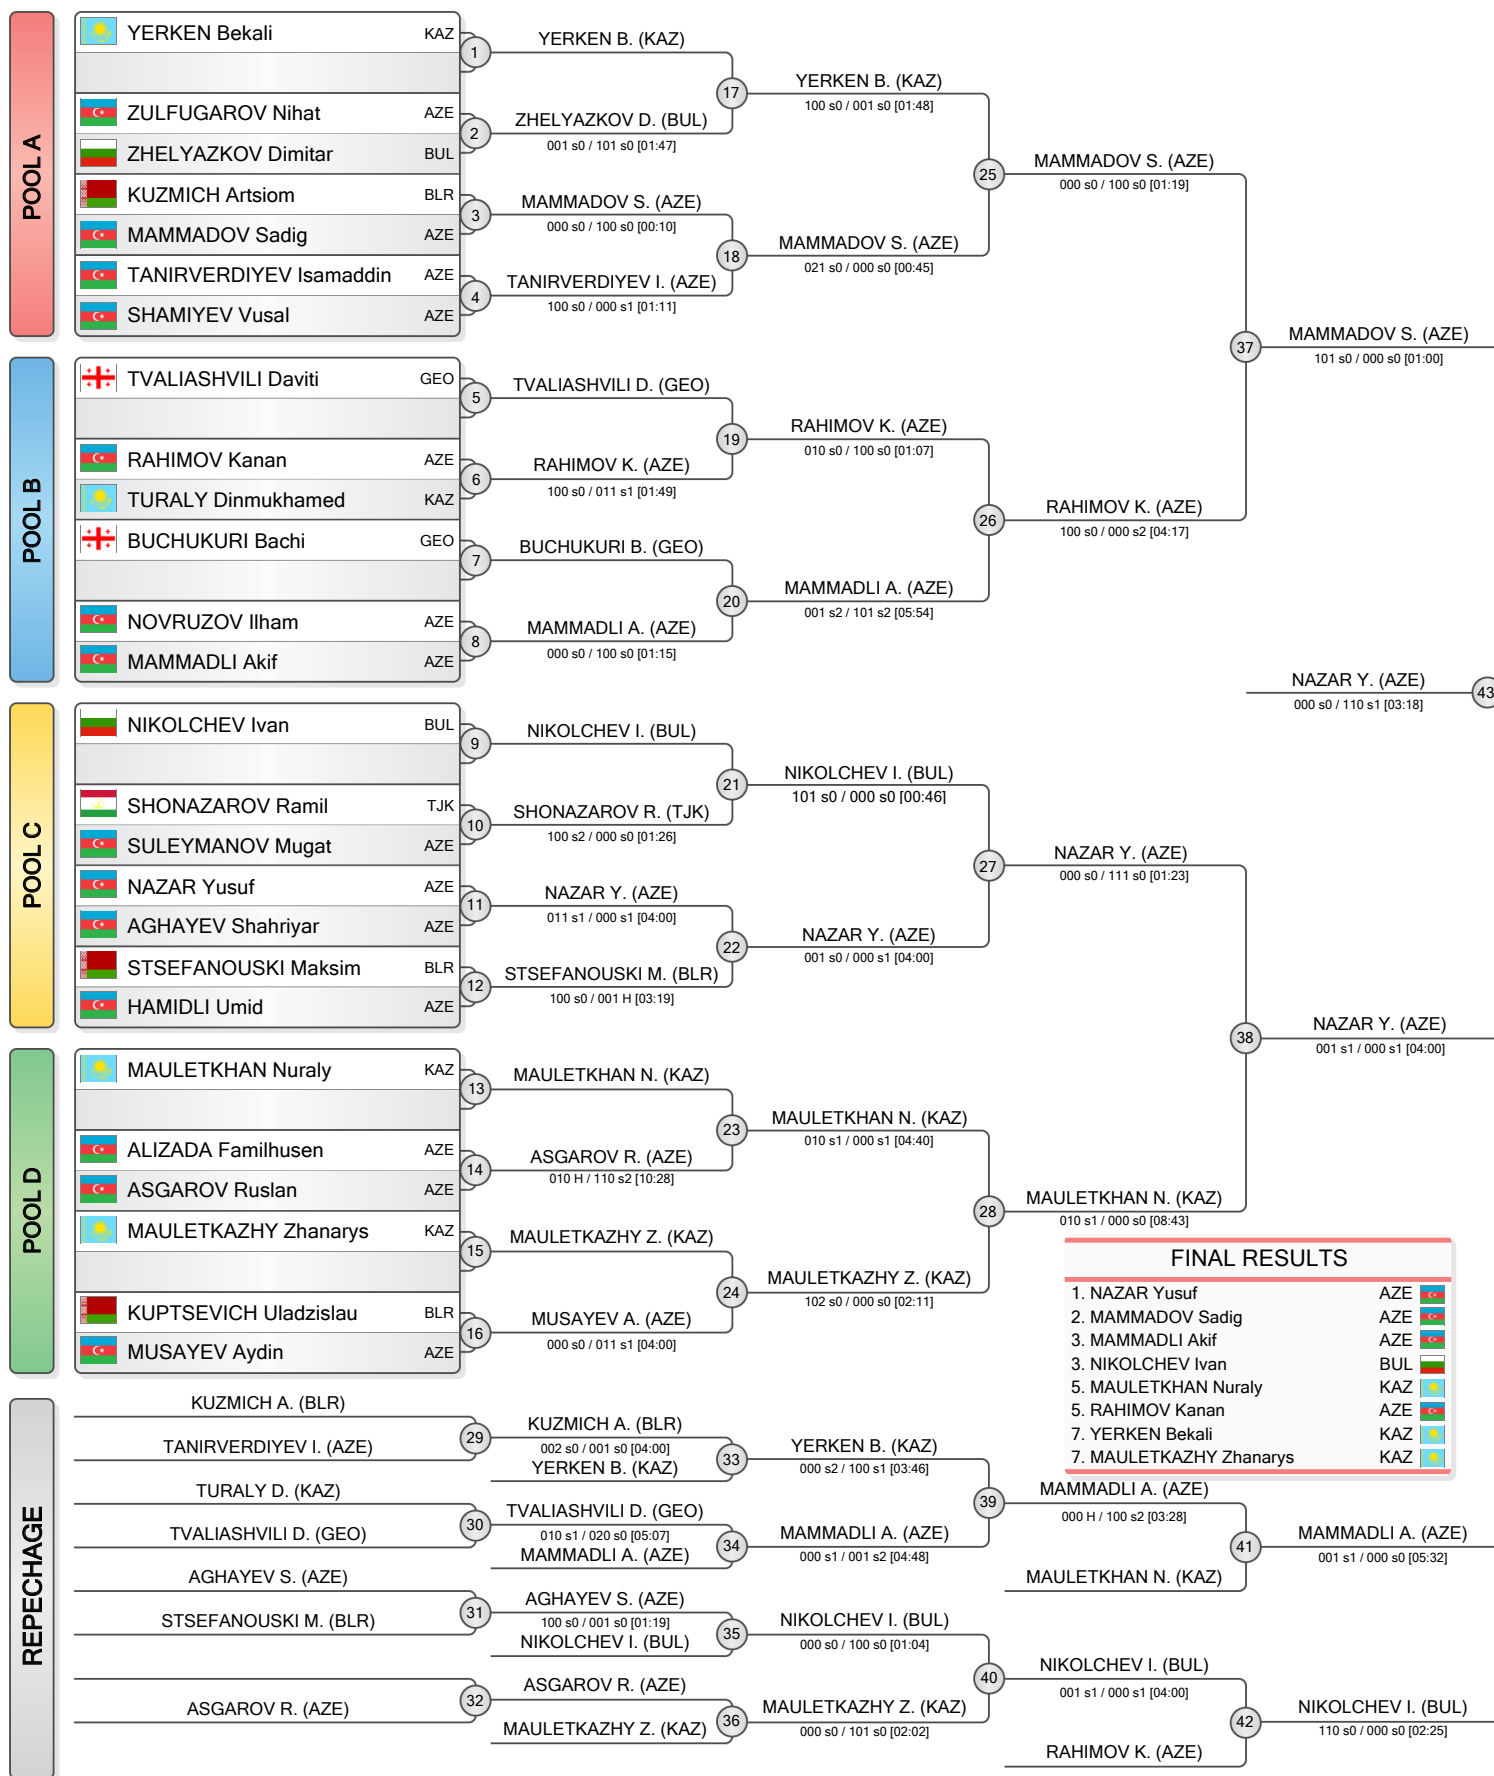 POOL A
YERKEN Bekali KAZ
ZULFUGAROV Nihat AZE
ZHELYAZKOV Dimitar BUL
KUZMICH Artsiom BLR
MAMMADOV Sadig AZE
TANIRVERDIYEV Isamaddin AZE
SHAMIYEV Vusal AZE
1
2
3
4
YERKEN B. (KAZ)
ZHELYAZKOV D. (BUL)
001 s0 / 101 s0 [01:47]
MAMMADOV S. (AZE)
000 s0 / 100 s0 [00:10]
TANIRVERDIYEV I. (AZE)
100 s0 / 000 s1 [01:11]
17
18
YERKEN B. (KAZ)
100 s0 / 001 s0 [01:48]
MAMMADOV S. (AZE)
021 s0 / 000 s0 [00:45]
25
MAMMADOV S. (AZE)
000 s0 / 100 s0 [01:19]
POOL B
TVALIASHVILI Daviti GEO
RAHIMOV Kanan AZE
TURALY Dinmukhamed KAZ
BUCHUKURI Bachi GEO
NOVRUZOV Ilham AZE
MAMMADLI Akif AZE
5
6
7
8
TVALIASHVILI D. (GEO)
RAHIMOV K. (AZE)
100 s0 / 011 s1 [01:49]
BUCHUKURI B. (GEO)
MAMMADLI A. (AZE)
000 s0 / 100 s0 [01:15]
19
20
RAHIMOV K. (AZE)
010 s0 / 100 s0 [01:07]
MAMMADLI A. (AZE)
001 s2 / 101 s2 [05:54]
26
RAHIMOV K. (AZE)
100 s0 / 000 s2 [04:17]
37
MAMMADOV S. (AZE)
101 s0 / 000 s0 [01:00]
NAZAR Y. (AZE)
000 s0 / 110 s1 [03:18]
43
POOL C
NIKOLCHEV Ivan BUL
SHONAZAROV Ramil TJK
SULEYMANOV Mugat AZE
NAZAR Yusuf AZE
AGHAYEV Shahriyar AZE
STSEFANOUSKI Maksim BLR
HAMIDLI Umid AZE
9
10
11
12
NIKOLCHEV I. (BUL)
SHONAZAROV R. (TJK)
100 s2 / 000 s0 [01:26]
NAZAR Y. (AZE)
011 s1 / 000 s1 [04:00]
STSEFANOUSKI M. (BLR)
100 s0 / 001 H [03:19]
21
22
NIKOLCHEV I. (BUL)
101 s0 / 000 s0 [00:46]
NAZAR Y. (AZE)
001 s0 / 000 s1 [04:00]
27
NAZAR Y. (AZE)
000 s0 / 111 s0 [01:23]
POOL D
MAULETKHAN Nuraly KAZ
ALIZADA Familhusen AZE
ASGAROV Ruslan AZE
MAULETKAZHY Zhanarys KAZ
KUPTSEVICH Uladzislau BLR
MUSAYEV Aydin AZE
13
14
15
16
MAULETKHAN N. (KAZ)
ASGAROV R. (AZE)
010 H / 110 s2 [10:28]
MAULETKAZHY Z. (KAZ)
MUSAYEV A. (AZE)
000 s0 / 011 s1 [04:00]
23
24
MAULETKHAN N. (KAZ)
010 s1 / 000 s1 [04:40]
MAULETKAZHY Z. (KAZ)
102 s0 / 000 s0 [02:11]
28
MAULETKHAN N. (KAZ)
010 s1 / 000 s0 [08:43]
38
NAZAR Y. (AZE)
001 s1 / 000 s1 [04:00]
FINAL RESULTS
1. NAZAR Yusuf AZE
2. MAMMADOV Sadig AZE
3. MAMMADLI Akif AZE
3. NIKOLCHEV Ivan BUL
5. MAULETKHAN Nuraly KAZ
5. RAHIMOV Kanan AZE
7. YERKEN Bekali KAZ
7. MAULETKAZHY Zhanarys KAZ
REPECHAGE
KUZMICH A. (BLR)
TANIRVERDIYEV I. (AZE)
TURALY D. (KAZ)
TVALIASHVILI D. (GEO)
AGHAYEV S. (AZE)
STSEFANOUSKI M. (BLR)
ASGAROV R. (AZE)
29
30
31
32
KUZMICH A. (BLR)
002 s0 / 001 s0 [04:00]
YERKEN B. (KAZ)
TVALIASHVILI D. (GEO)
010 s1 / 020 s0 [05:07]
MAMMADLI A. (AZE)
AGHAYEV S. (AZE)
100 s0 / 001 s0 [01:19]
NIKOLCHEV I. (BUL)
ASGAROV R. (AZE)
MAULETKAZHY Z. (KAZ)
33
34
35
36
YERKEN B. (KAZ)
000 s2 / 100 s1 [03:46]
MAMMADLI A. (AZE)
000 s1 / 001 s2 [04:48]
NIKOLCHEV I. (BUL)
000 s0 / 100 s0 [01:04]
MAULETKAZHY Z. (KAZ)
000 s0 / 101 s0 [02:02]
39
40
MAMMADLI A. (AZE)
000 H / 100 s2 [03:28]
MAULETKHAN N. (KAZ)
NIKOLCHEV I. (BUL)
001 s1 / 000 s1 [04:00]
RAHIMOV K. (AZE)
41
42
MAMMADLI A. (AZE)
001 s1 / 000 s0 [05:32]
NIKOLCHEV I. (BUL)
110 s0 / 000 s0 [02:25]